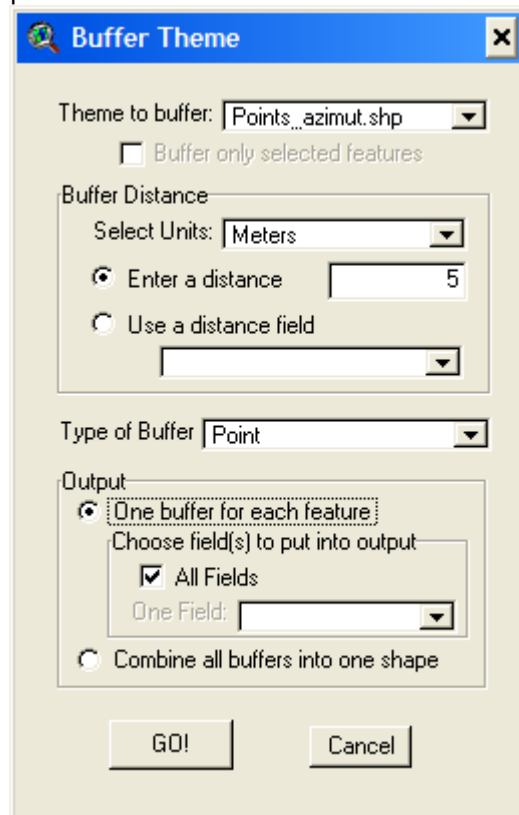 Buffer Theme
Theme to buffer: Points_azimut.shp
Buffer only selected features
Buffer Distance
Select Units: Meters
Enter a distance 5
Use a distance field
Type of Buffer Point
Output
One buffer for each feature
Choose field(s) to put into output
All Fields
One Field:
Combine all buffers into one shape
GO! Cancel